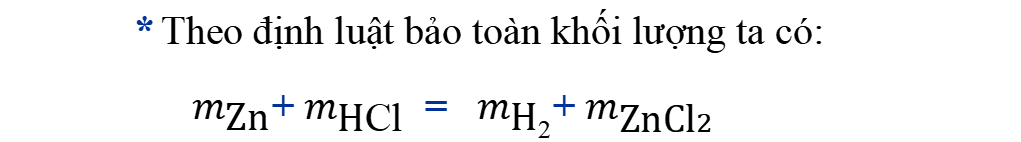 * Theo định luật bảo toàn khối lượng ta có:
mZn + mHCl = mH2 + mZnCl2